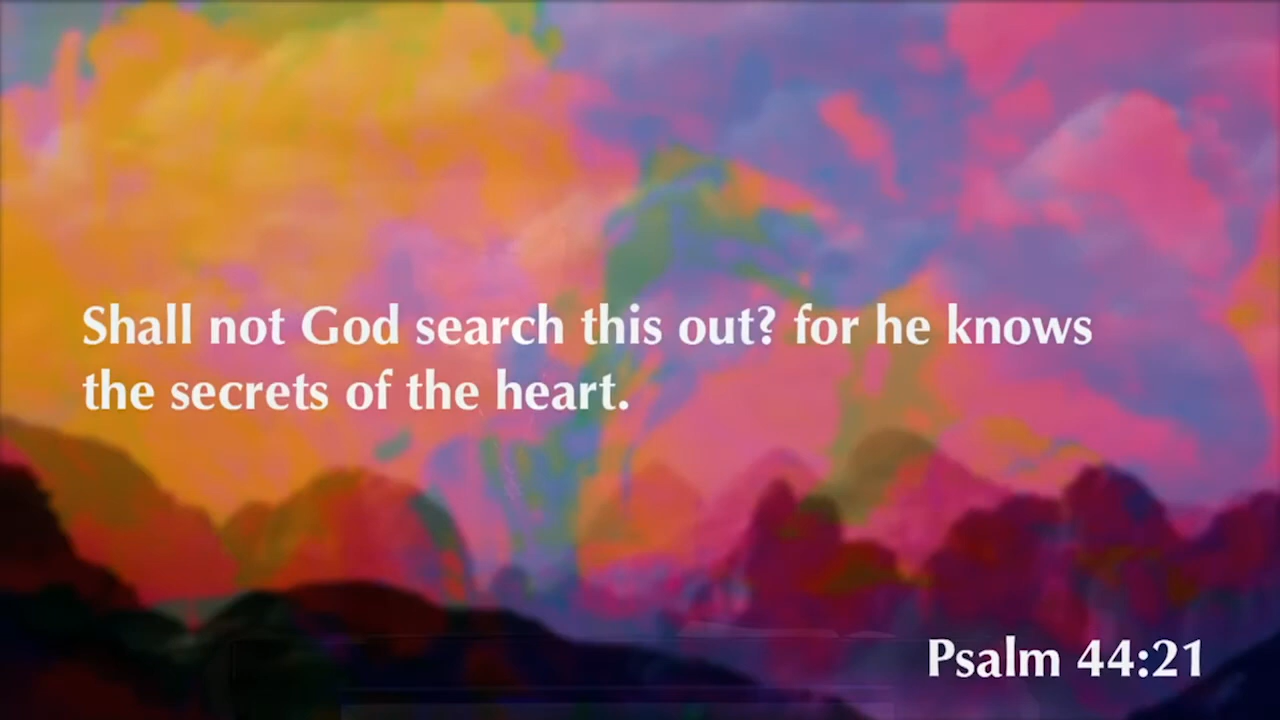 Shall not God search this out? for he knows
the secrets of the heart.
Psalm 44:21